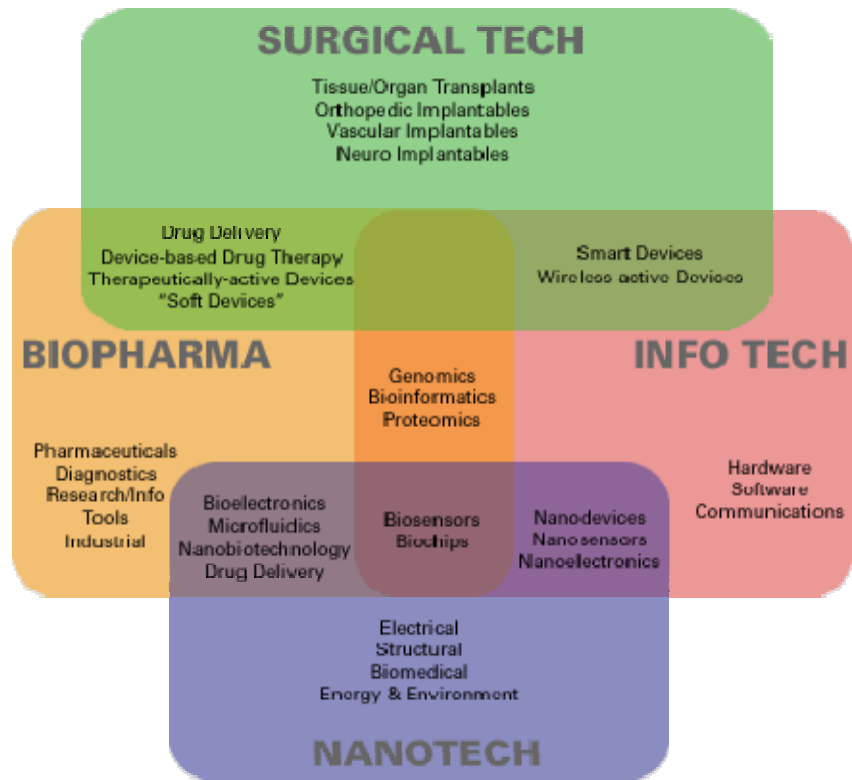 SURGICAL TECH
Tissue/Organ Transplants
Orthopedic Implantables
Vascular Implantables
Neuro Implantables
Drug Delivery
Device-based Drug Therapy
Therapeutically-active Devices
"Soft Devices"
Smart Devices
Wireless active Devices
BIOPHARMA
INFO TECH
Genomics
Bioinformatics
Proteomics
Pharmaceuticals
Diagnostics
Research/Info
Tools
Industrial
Hardware
Software
Communications
Bioelectronics
Microfluidics
Nanobiotechnology
Drug Delivery
Biosensors
Biochips
Nanodevices
Nanosensors
Nanoelectronics
Electrical
Structural
Biomedical
Energy & Environment
NANOTECH